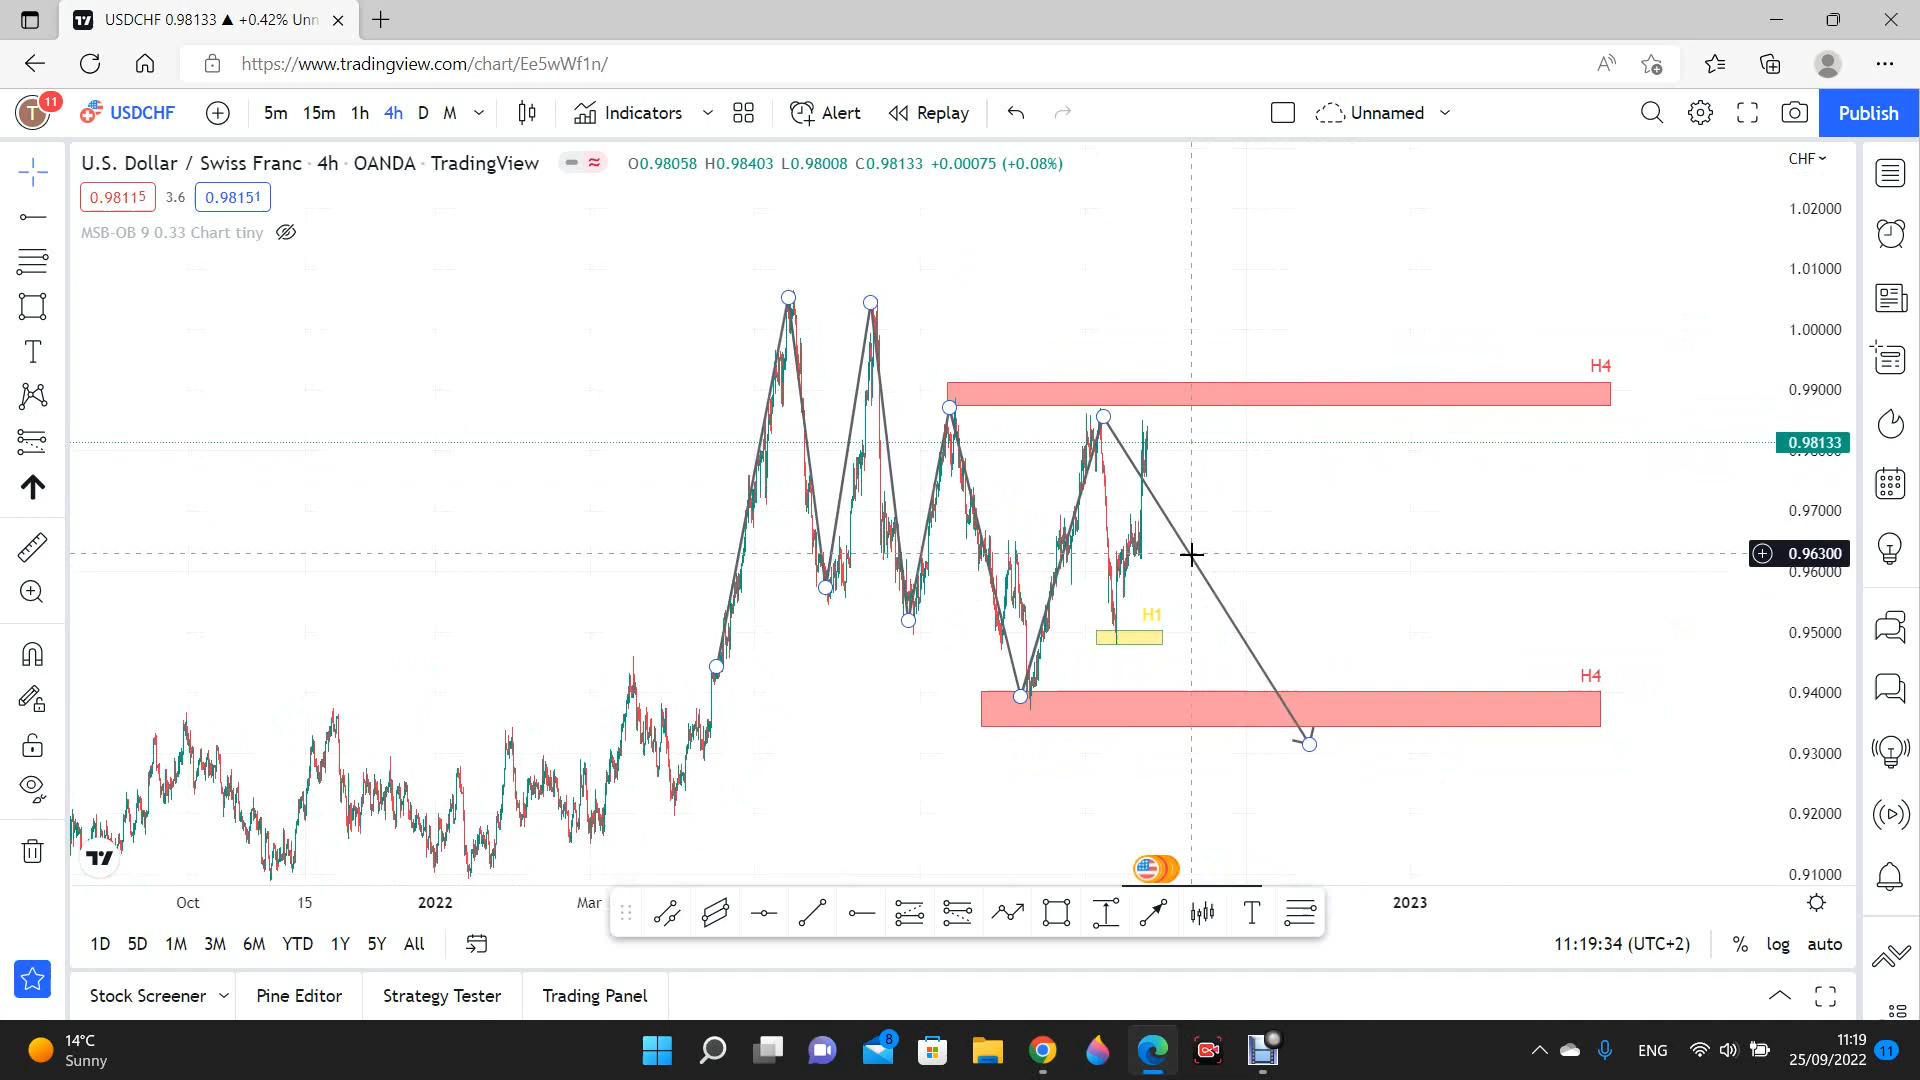 USDCHF 0.98133 ▲ +0.42% Unn
https://www.tradingview.com/chart/Ee5wWf1n/
T 11 USDCHF 5m 15m 1h 4h D M Indicators Alert Replay Unnamed Publish
U.S. Dollar / Swiss Franc · 4h · OANDA · TradingView O0.98058 H0.98403 L0.98008 C0.98133 +0.00075 (+0.08%) CHF
0.98115 3.6 0.98151
MSB-OB 9 0.33 Chart tiny
1.02000
1.01000
1.00000
H4
0.99000
0.98133
0.98000
0.97000
0.96300
0.96000
H1
0.95000
H4
0.94000
0.93000
0.92000
0.91000
Oct 15 2022 Mar 2023
1D 5D 1M 3M 6M YTD 1Y 5Y All 11:19:34 (UTC+2) % log auto
Stock Screener Pine Editor Strategy Tester Trading Panel
14°C
Sunny
8
ENG
11:19
25/09/2022
11